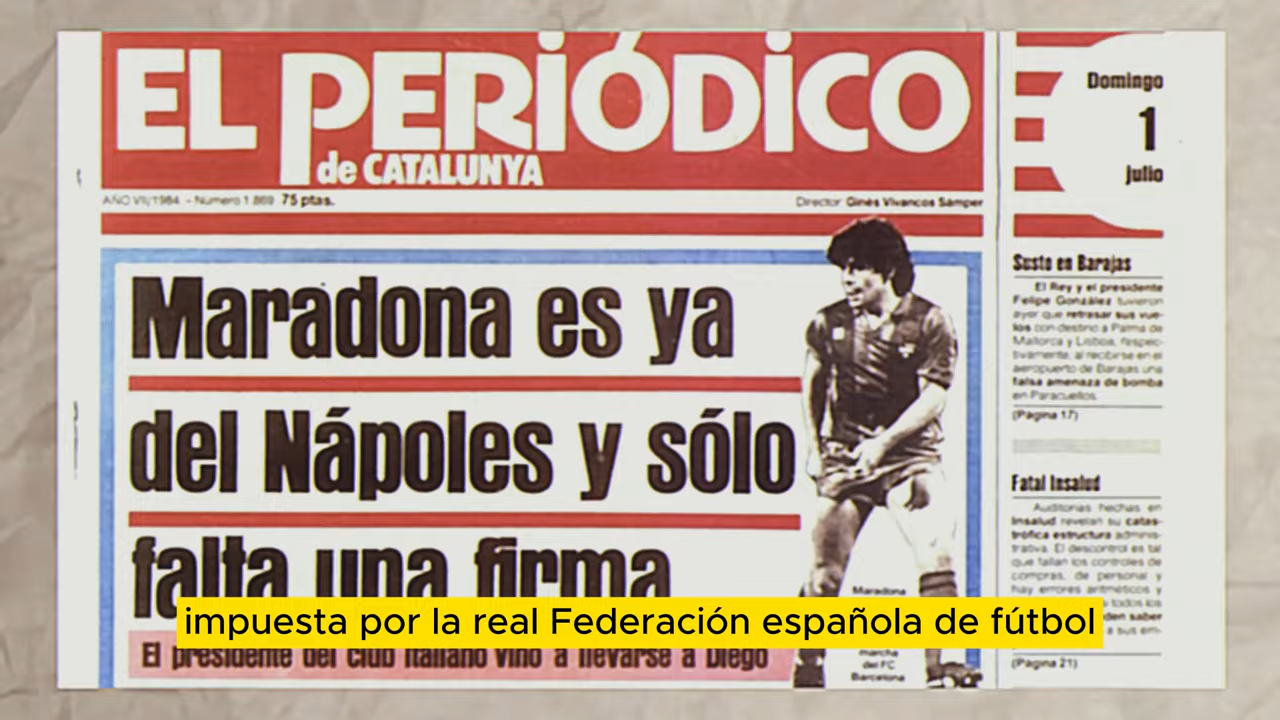 EL PERIÓDICO
de CATALUNYA
AÑO VII/1984. - Número 1.869 75 ptas.
Director Ginés Vivancos Sámper
Maradona es ya
del Nápoles y sólo
falta una firma
El presidente del club italiano vino a llevarse a Diego
Maradona
marcha
del FC
Barcelona
impuesta por la real Federación española de fútbol
Domingo
1
julio
Susto en Barajas
El Rey y el presidente
Felipe González tuvieron
ayer que retrasar sus vue-
los con destino a Palma de
Mallorca y Lisboa, respec-
tivamente, al recibirse en el
aeropuerto de Barajas una
falsa amenaza de bomba
en Paracuellos.
(Página 17)
Fatal Insalud
Auditorías hechas en
Insalud revelan su catas-
trófica estructura adminis-
trativa. El descontrol es tal
que fallan los controles de
compras, de personal y
hay errores aritméticos y
todos los
den saber
a sus em-
(Página 21)